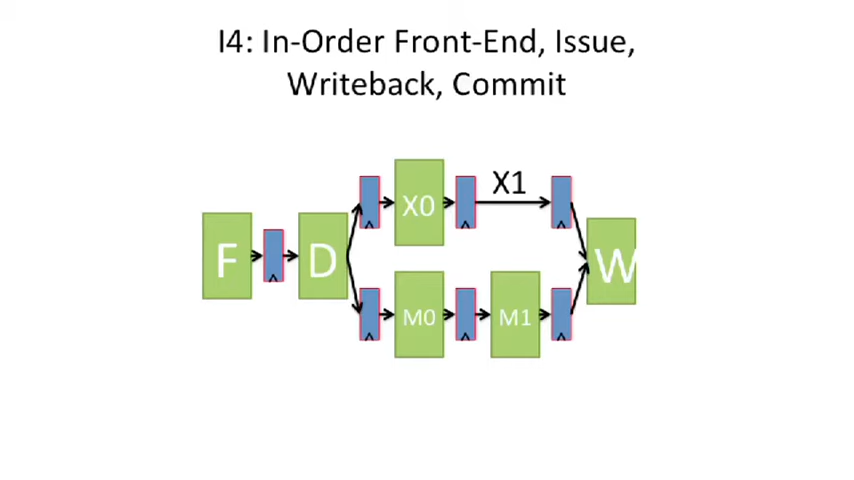 I4: In-Order Front-End, Issue,
Writeback, Commit
X0
X1
F
D
W
M0
M1